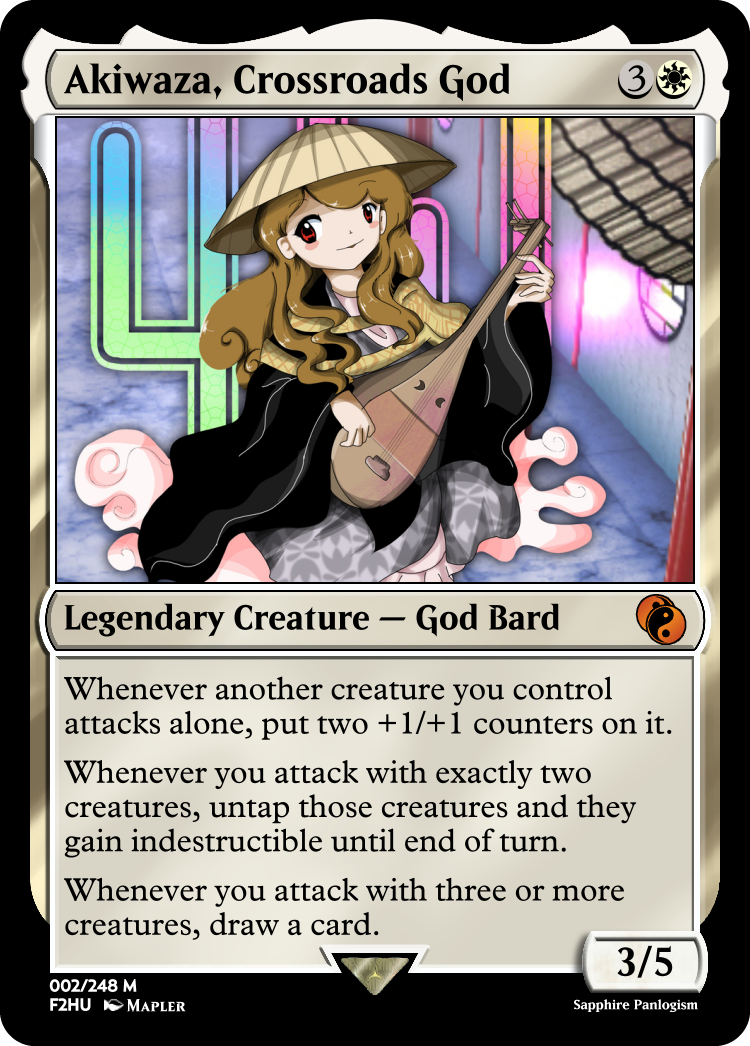 Akiwaza, Crossroads God 3
Legendary Creature — God Bard
Whenever another creature you control
attacks alone, put two +1/+1 counters on it.
Whenever you attack with exactly two
creatures, untap those creatures and they
gain indestructible until end of turn.
Whenever you attack with three or more
creatures, draw a card.
3/5
002/248 M
F2HU Mapler
Sapphire Panlogism